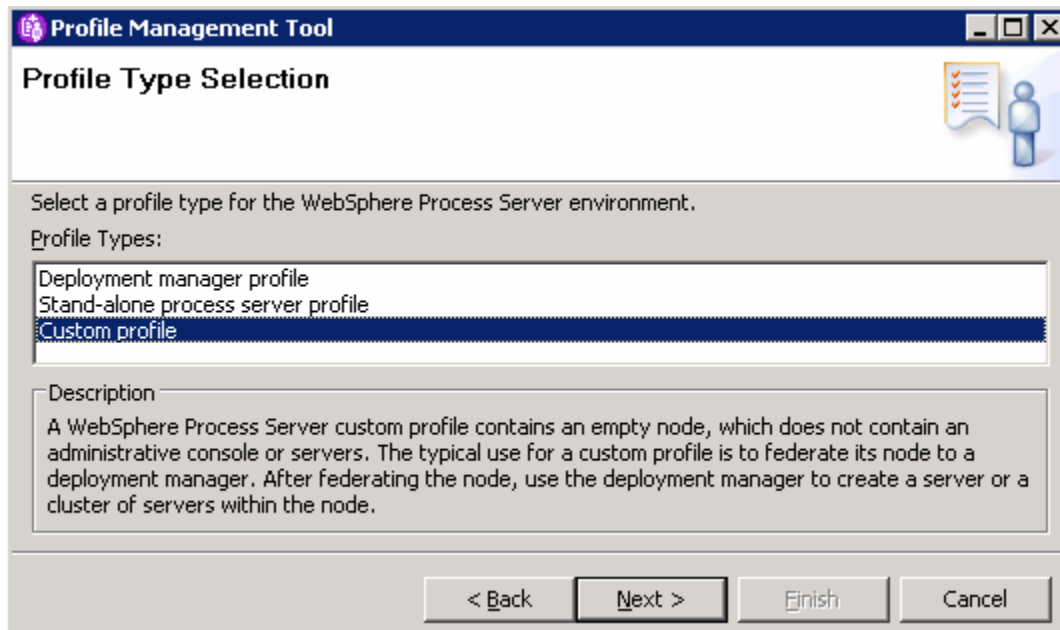 Profile Management Tool
Profile Type Selection
Select a profile type for the WebSphere Process Server environment.
Profile Types:
Deployment manager profile
Stand-alone process server profile
Custom profile
Description
A WebSphere Process Server custom profile contains an empty node, which does not contain an
administrative console or servers. The typical use for a custom profile is to federate its node to a
deployment manager. After federating the node, use the deployment manager to create a server or a
cluster of servers within the node.
< Back
Next >
Finish
Cancel